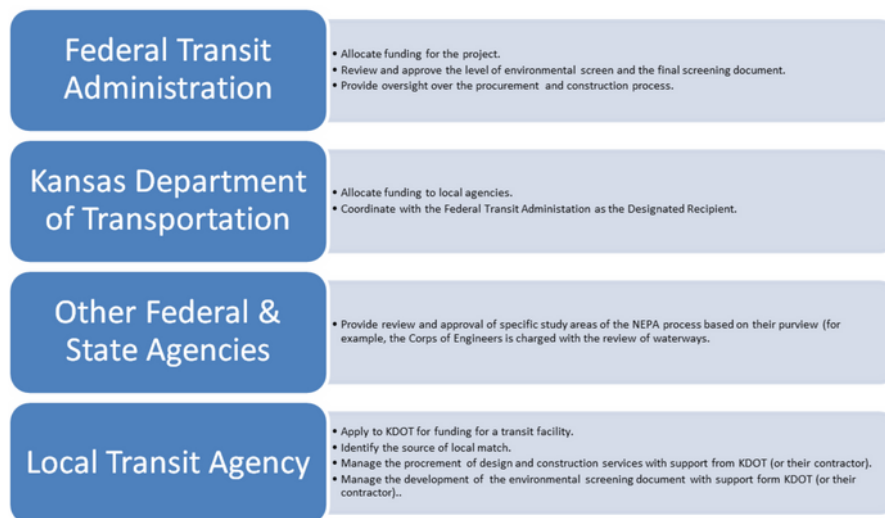 Federal Transit
Administration
• Allocate funding for the project.
• Review and approve the level of environmental screen and the final screening document.
• Provide oversight over the procurement and construction process.
Kansas Department
of Transportation
• Allocate funding to local agencies.
• Coordinate with the Federal Transit Administation as the Designated Recipient.
Other Federal &
State Agencies
• Provide review and approval of specific study areas of the NEPA process based on their purview (for
example, the Corps of Engineers is charged with the review of waterways.
Local Transit Agency
• Apply to KDOT for funding for a transit facility.
• Identify the source of local match.
• Manage the procrement of design and construction services with support from KDOT (or their contractor).
• Manage the development of the environmental screening document with support form KDOT (or their
contractor)..